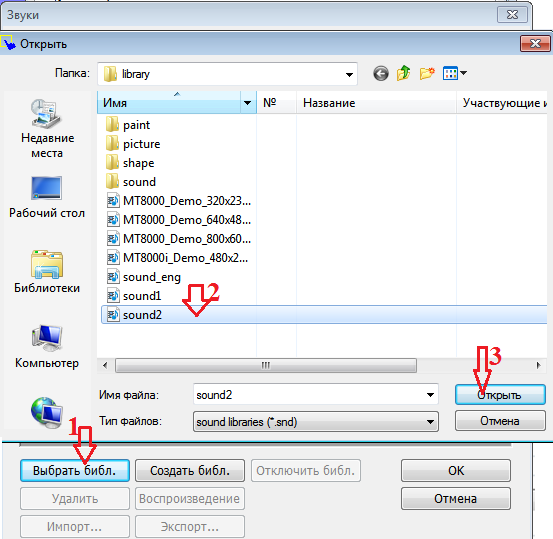 Звуки
Открыть
Папка:
library
Имя
№
Название
Участвующие и
Недавние
места
Рабочий стол
Библиотеки
Компьютер
paint
picture
shape
sound
MT8000_Demo_320x23...
MT8000_Demo_640x48...
MT8000_Demo_800x60...
MT8000i_Demo_480x2...
sound_eng
sound1
sound2
2
3
Имя файла:
sound2
Открыть
Тип файлов:
sound libraries (*.snd)
Отмена
1
Выбрать библ.
Создать библ.
Отключить библ.
OK
Удалить
Воспроизведение
Отмена
Импорт...
Экспорт...